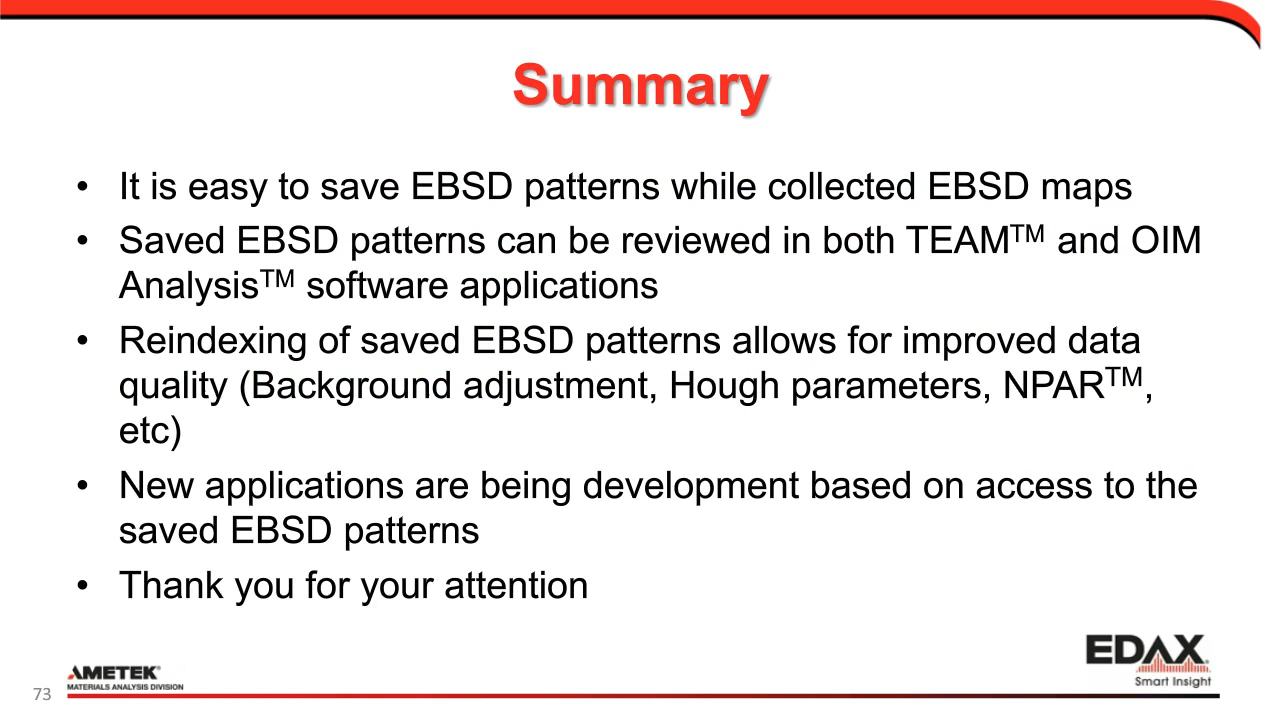 Summary
• It is easy to save EBSD patterns while collected EBSD maps
• Saved EBSD patterns can be reviewed in both TEAM™ and OIM
Analysis™ software applications
• Reindexing of saved EBSD patterns allows for improved data
quality (Background adjustment, Hough parameters, NPAR™,
etc)
• New applications are being development based on access to the
saved EBSD patterns
• Thank you for your attention
EDAX
Smart Insight
AMETEK®
MATERIALS ANALYSIS DIVISION
73